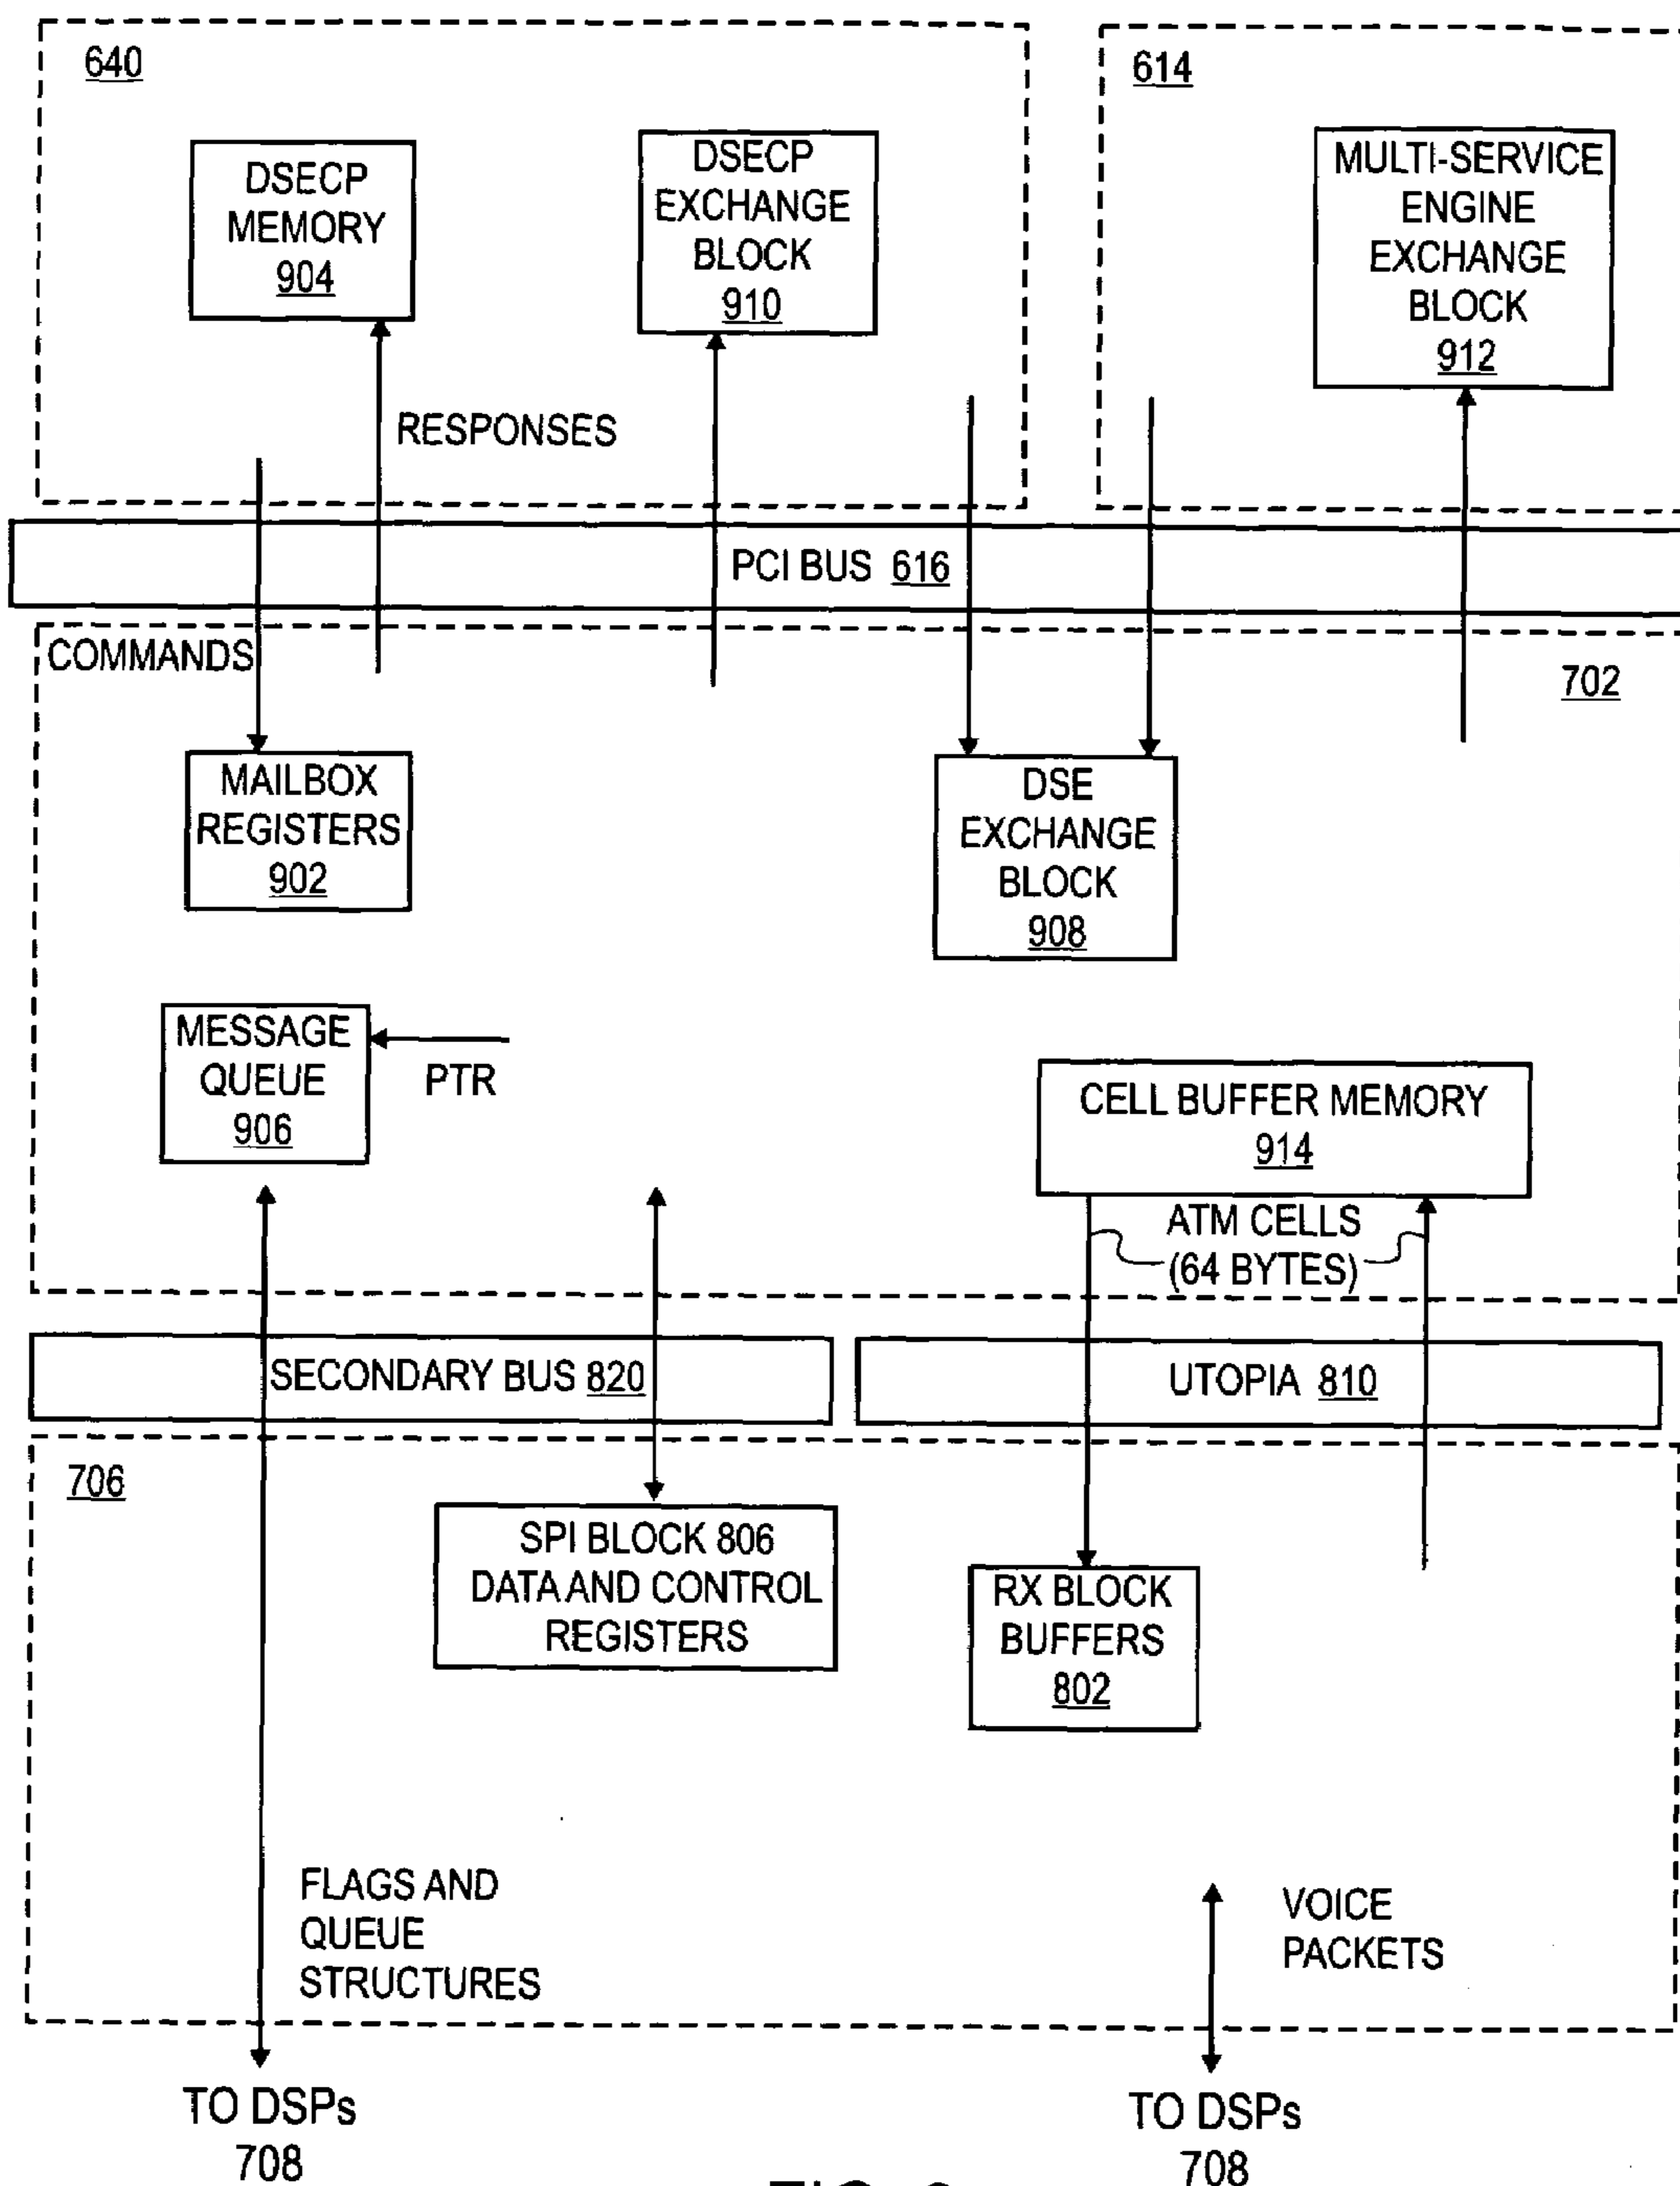 640
614
DSECP
MEMORY
904
DSECP
EXCHANGE
BLOCK
910
MULTI-SERVICE
ENGINE
EXCHANGE
BLOCK
912
RESPONSES
PCI BUS 616
COMMANDS
702
MAILBOX
REGISTERS
902
DSE
EXCHANGE
BLOCK
908
MESSAGE
QUEUE
906
PTR
CELL BUFFER MEMORY
914
ATM CELLS
(64 BYTES)
SECONDARY BUS 820
UTOPIA 810
706
SPI BLOCK 806
DATA AND CONTROL
REGISTERS
RX BLOCK
BUFFERS
802
FLAGS AND
QUEUE
STRUCTURES
VOICE
PACKETS
TO DSPs
708
TO DSPs
708